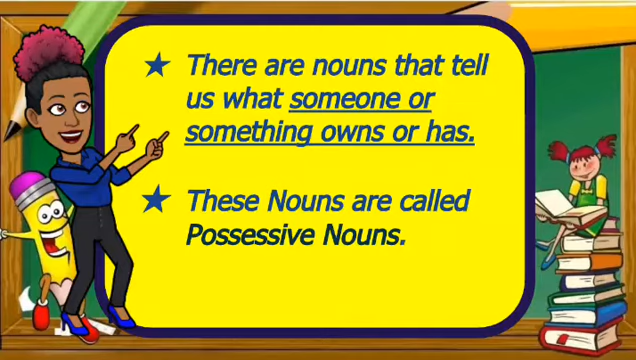 There are nouns that tell
us what someone or
something owns or has.
These Nouns are called
Possessive Nouns.